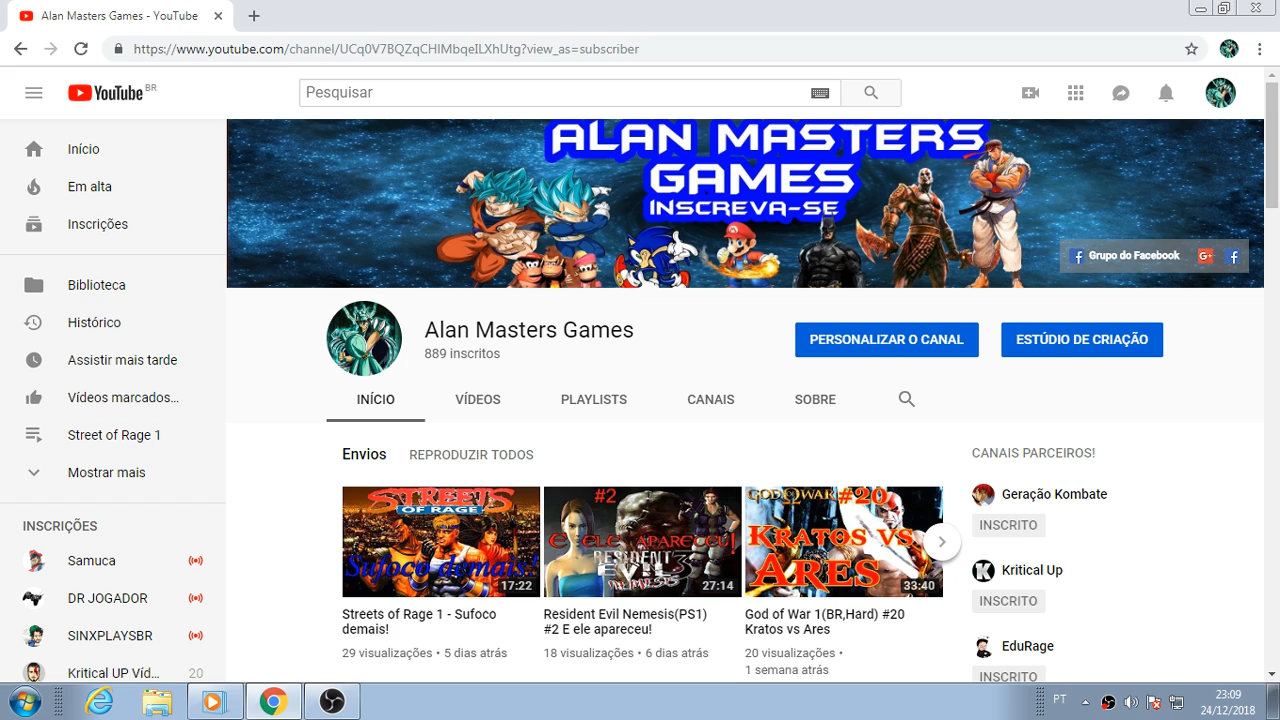 Alan Masters Games - YouTube
https://www.youtube.com/channel/UCq0V7BQZqCHIMbqeILXhUtg?view_as=subscriber
YouTube BR
Pesquisar
Início
Em alta
Inscrições
Biblioteca
Histórico
Assistir mais tarde
Vídeos marcados...
Street of Rage 1
Mostrar mais
INSCRIÇÕES
Samuca
DR JOGADOR
SINXPLAYSBR
Kritical UP Víd... 20
ALAN MASTERS
GAMES
INSCREVA-SE
Grupo do Facebook
Alan Masters Games
889 inscritos
PERSONALIZAR O CANAL
ESTÚDIO DE CRIAÇÃO
INÍCIO VÍDEOS PLAYLISTS CANAIS SOBRE
Envios REPRODUZIR TODOS
STREETS
OF RAGE
Sufoco demais!
17:22
Streets of Rage 1 - Sufoco
demais!
29 visualizações • 5 dias atrás
#2
E ele apareceu!
RESIDENT
EVIL 3
NEMESIS
27:14
Resident Evil Nemesis(PS1)
#2 E ele apareceu!
18 visualizações • 6 dias atrás
GOD OF WAR #20
KRATOS VS
ARES
33:40
God of War 1(BR,Hard) #20
Kratos vs Ares
20 visualizações •
1 semana atrás
CANAIS PARCEIROS!
Geração Kombate
INSCRITO
Kritical Up
INSCRITO
EduRage
INSCRITO
PT
23:09
24/12/2018